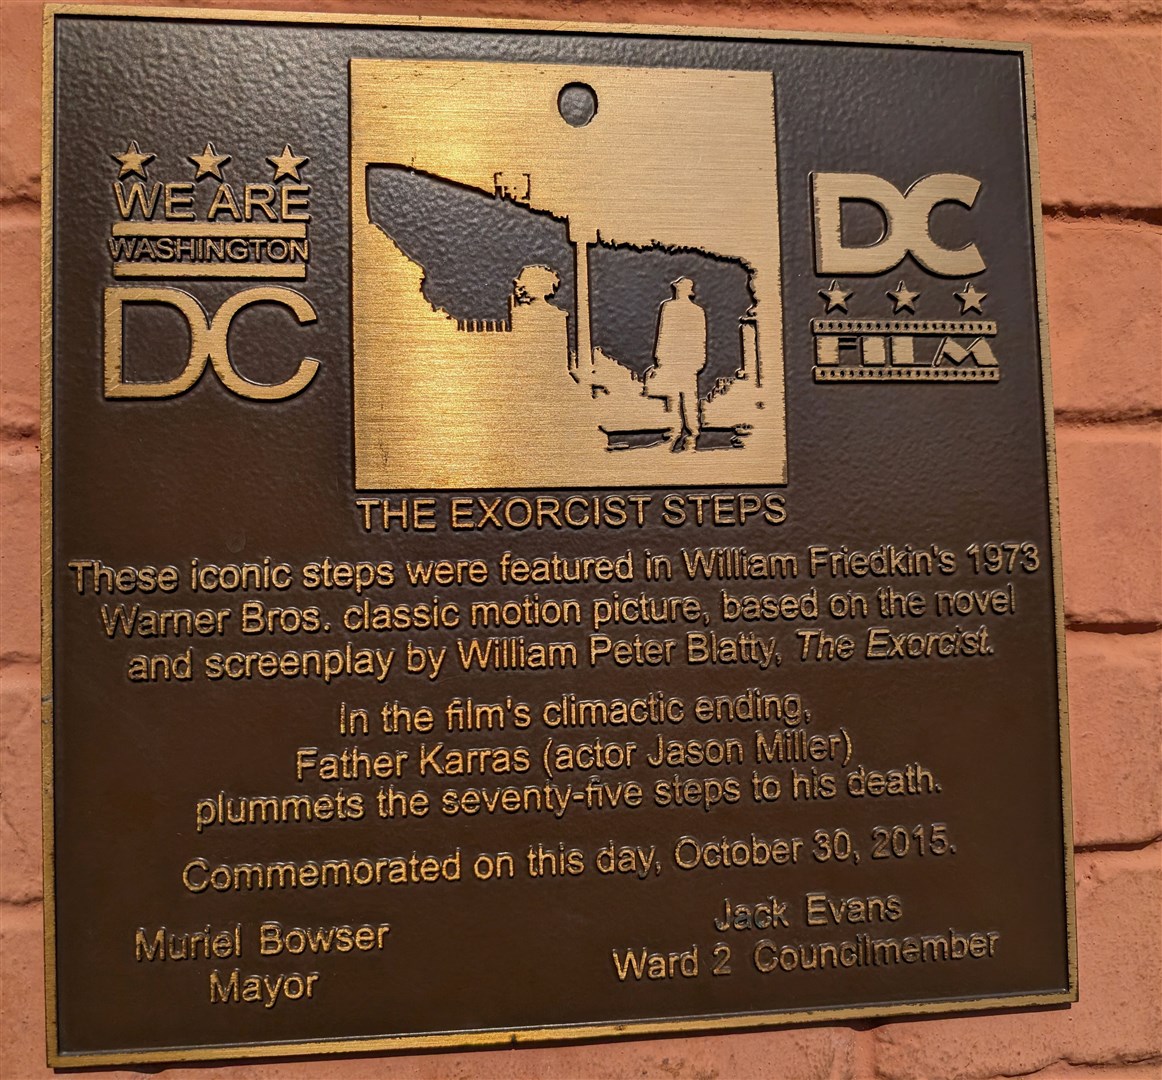 WE ARE
WASHINGTON
DC
DC
FILM
THE EXORCIST STEPS
These iconic steps were featured in William Friedkin's 1973
Warner Bros. classic motion picture, based on the novel
and screenplay by William Peter Blatty, The Exorcist.
In the film's climactic ending,
Father Karras (actor Jason Miller)
plummets the seventy-five steps to his death.
Commemorated on this day, October 30, 2015.
Muriel Bowser
Mayor
Jack Evans
Ward 2 Councilmember